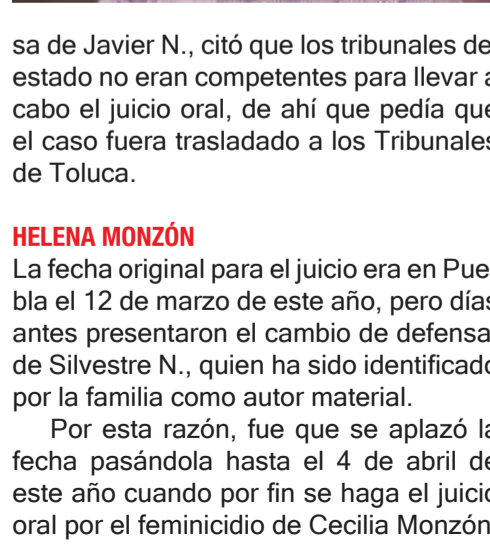 sa de Javier N., citó que los tribunales de
estado no eran competentes para llevar a
cabo el juicio oral, de ahí que pedía que
el caso fuera trasladado a los Tribunales
de Toluca.
HELENA MONZÓN
La fecha original para el juicio era en Pue
bla el 12 de marzo de este año, pero días
antes presentaron el cambio de defensa
de Silvestre N., quien ha sido identificado
por la familia como autor material.
Por esta razón, fue que se aplazó la
fecha pasándola hasta el 4 de abril de
este año cuando por fin se haga el juicio
oral por el feminicidio de Cecilia Monzón